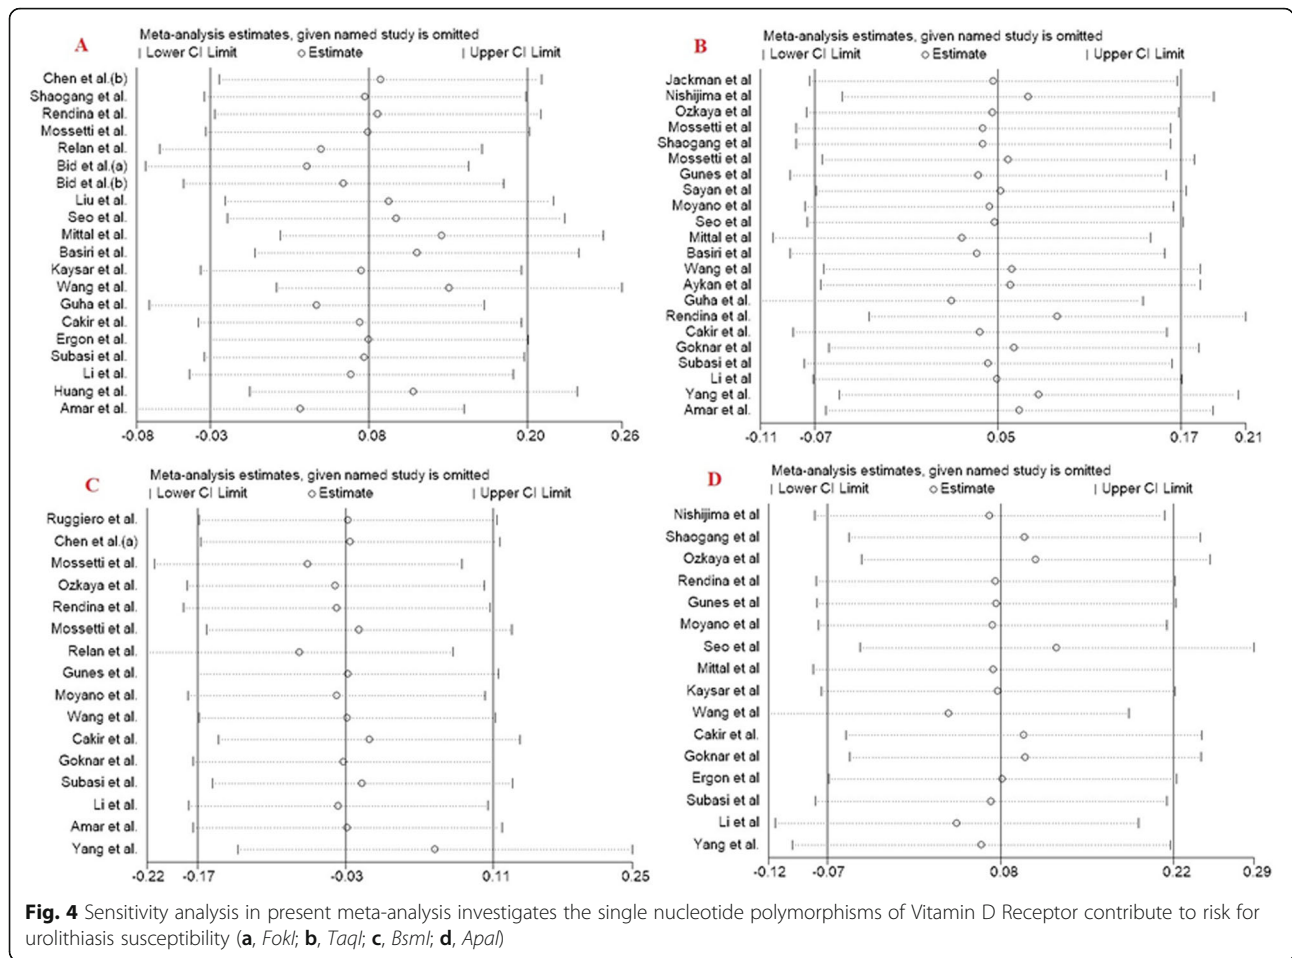 A
Meta-analysis estimates, given named study is omitted
| Lower CI Limit ○ Estimate | Upper CI Limit
Chen et al.(b)
Shaogang et al.
Rendina et al.
Mossetti et al.
Relan et al.
Bid et al.(a)
Bid et al.(b)
Liu et al.
Seo et al.
Mittal et al.
Basiri et al.
Kaysar et al.
Wang et al.
Guha et al.
Cakir et al.
Ergon et al.
Subasi et al.
Li et al.
Huang et al.
Amar et al.
-0.08 -0.03 0.08 0.20 0.26
B
Meta-analysis estimates, given named study is omitted
| Lower CI Limit ○ Estimate | Upper CI Limit
Jackman et al
Nishijima et al
Ozkaya et al
Mossetti et al
Shaogang et al
Mossetti et al
Gunes et al
Sayan et al
Moyano et al
Seo et al
Mittal et al
Basiri et al
Wang et al
Aykan et al
Guha et al.
Rendina et al.
Cakir et al.
Goknar et al
Subasi et al
Li et al
Yang et al
Amar et al.
-0.11 -0.07 0.05 0.17 0.21
C
Meta-analysis estimates, given named study is omitted
| Lower CI Limit ○ Estimate | Upper CI Limit
Ruggiero et al.
Chen et al.(a)
Mossetti et al.
Ozkaya et al.
Rendina et al.
Mossetti et al.
Relan et al.
Gunes et al.
Moyano et al.
Wang et al.
Cakir et al.
Goknar et al.
Subasi et al.
Li et al.
Amar et al.
Yang et al.
-0.22 -0.17 -0.03 0.11 0.25
D
Meta-analysis estimates, given named study is omitted
| Lower CI Limit ○ Estimate | Upper CI Limit
Nishijima et al
Shaogang et al.
Ozkaya et al
Rendina et al
Gunes et al
Moyano et al
Seo et al
Mittal et al
Kaysar et al
Wang et al
Cakir et al.
Goknar et al
Ergon et al
Subasi et al
Li et al
Yang et al.
-0.12 -0.07 0.08 0.22 0.29
Fig. 4 Sensitivity analysis in present meta-analysis investigates the single nucleotide polymorphisms of Vitamin D Receptor contribute to risk for
urolithiasis susceptibility (a, FokI; b, TaqI; c, BsmI; d, ApaI)